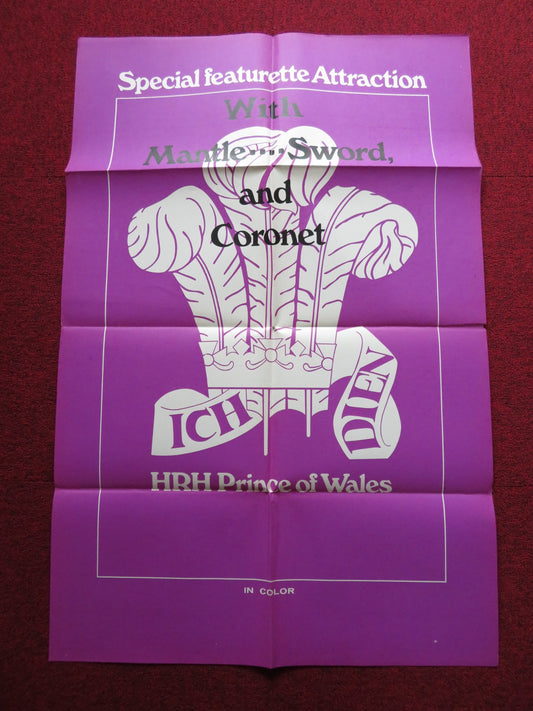 Special featurette Attraction
With
Mantle....Sword,
and
Coronet
ICH DIEN
HRH Prince of Wales
IN COLOR